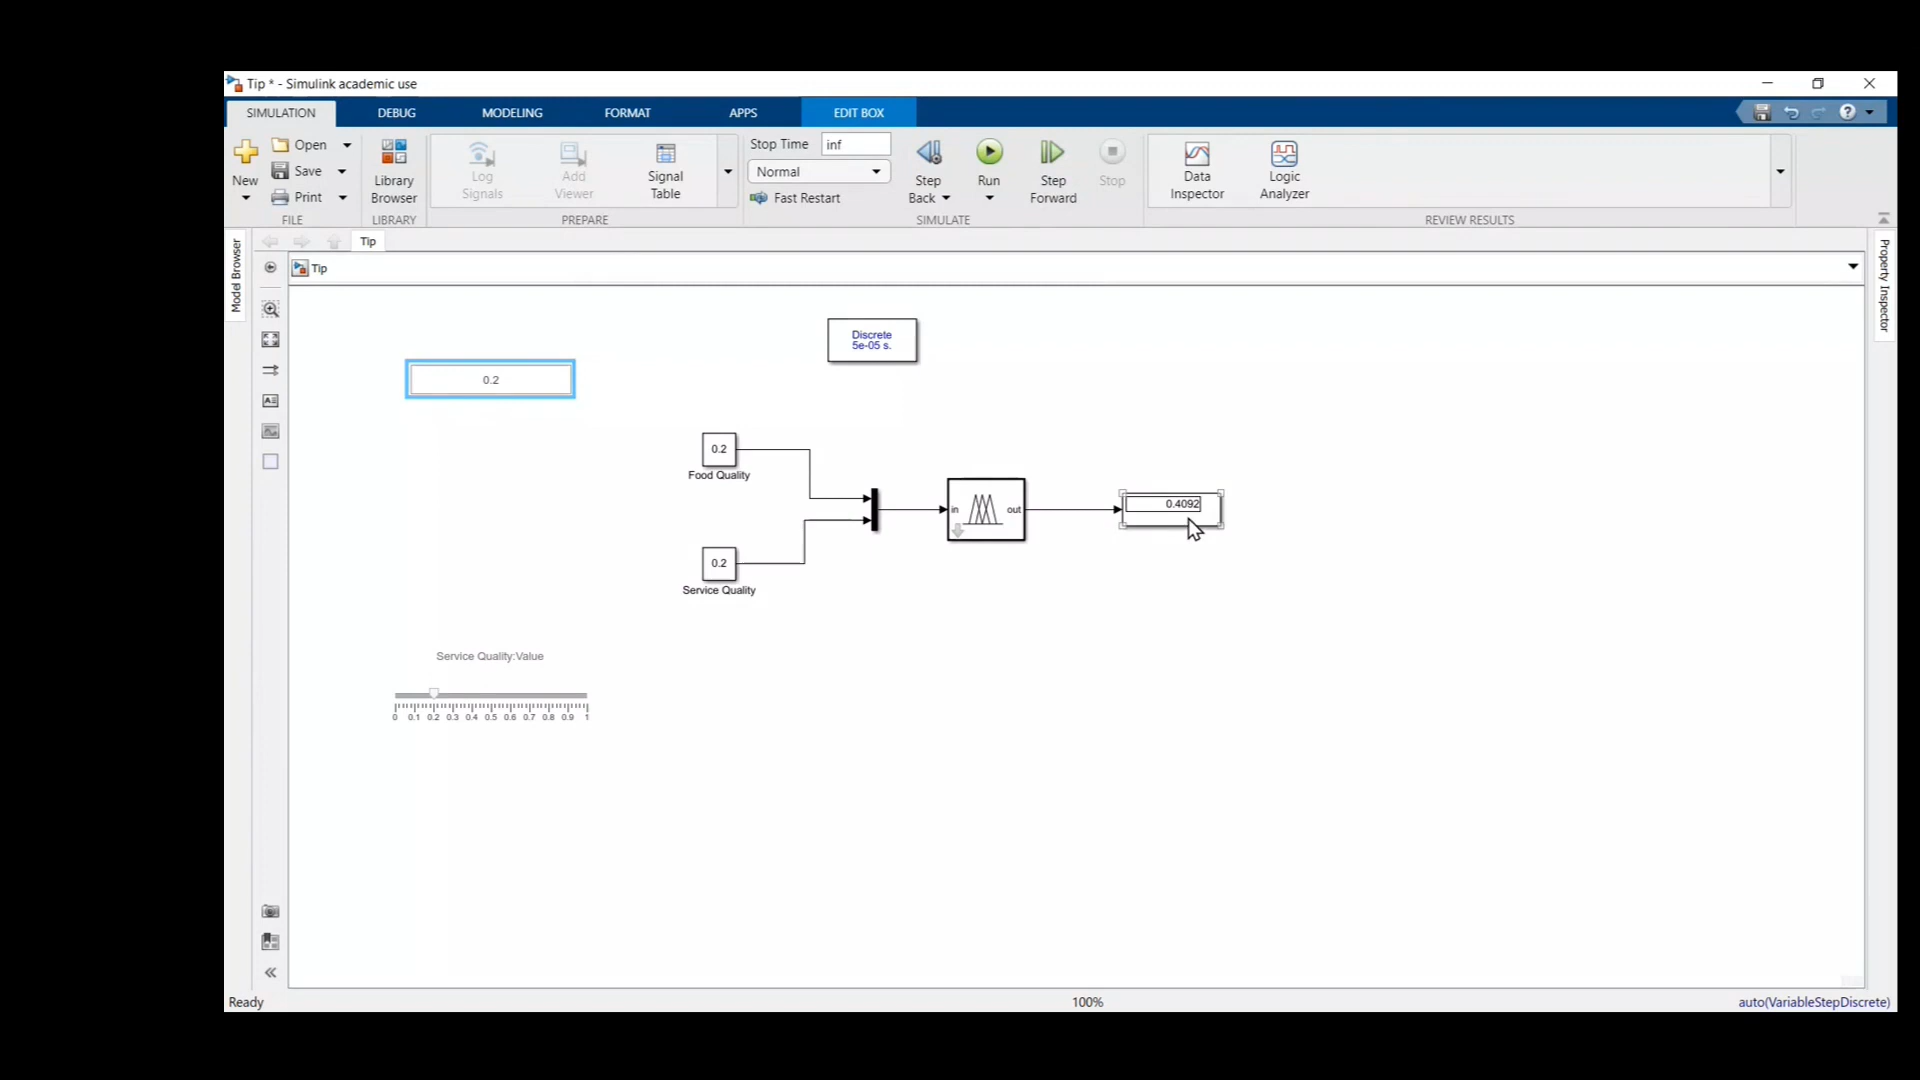 Tip * - Simulink academic use
SIMULATION DEBUG MODELING FORMAT APPS EDIT BOX
New
Open
Save
Print
FILE
Library
Browser
LIBRARY
Log
Signals
Add
Viewer
Signal
Table
PREPARE
Stop Time inf
Normal
Fast Restart
Step
Back
Run
Step
Forward
Stop
SIMULATE
Data
Inspector
Logic
Analyzer
REVIEW RESULTS
Model Browser
Property Inspector
Tip
Tip
Discrete
5e-05 s.
0.2
0.2
Food Quality
in
out
0.4092
0.2
Service Quality
Service Quality:Value
0 0.1 0.2 0.3 0.4 0.5 0.6 0.7 0.8 0.9 1
Ready
100%
auto(VariableStepDiscrete)